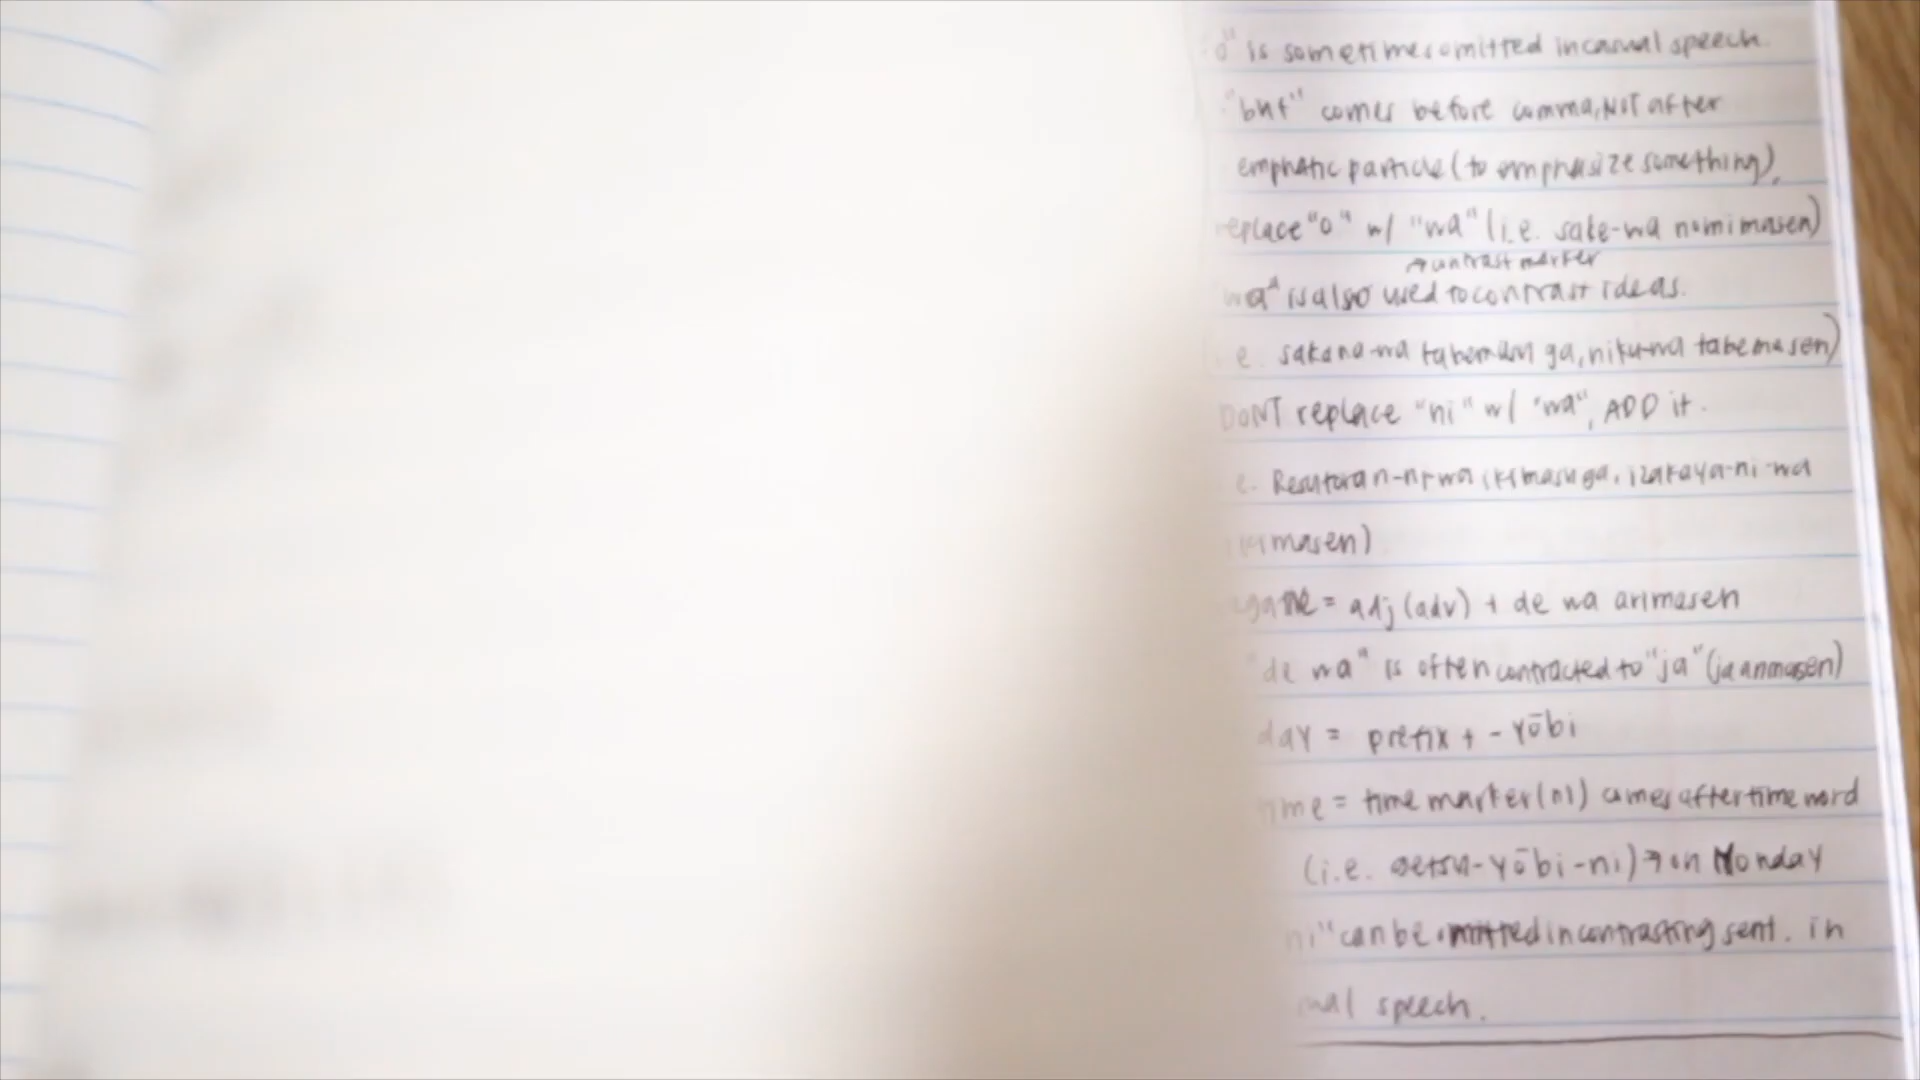 "o" is sometimes omitted in casual speech.
"but" comes before comma, NOT after
emphatic particle (to emphasize something),
replace "o" w/ "wa" (i.e. sake-wa nomimasen)
→ contrast marker
"wa" is also used to contrast ideas.
e. sakana-wa tabemasu ga, niku-wa tabemasen)
DONT replace "ni" w/ "wa", ADD it.
e. Resutoran-ni-wa ikimasu ga, izakaya-ni-wa
masen)
= adj (adv) + de wa arimasen
"de wa" is often contracted to "ja" (ja arimasen)
day = prefix + -yōbi
time = time marker (ni) comes after time word
(i.e. getsu-yōbi-ni) → on Monday
"ni" can be omitted in contrasting sent. in
speech.